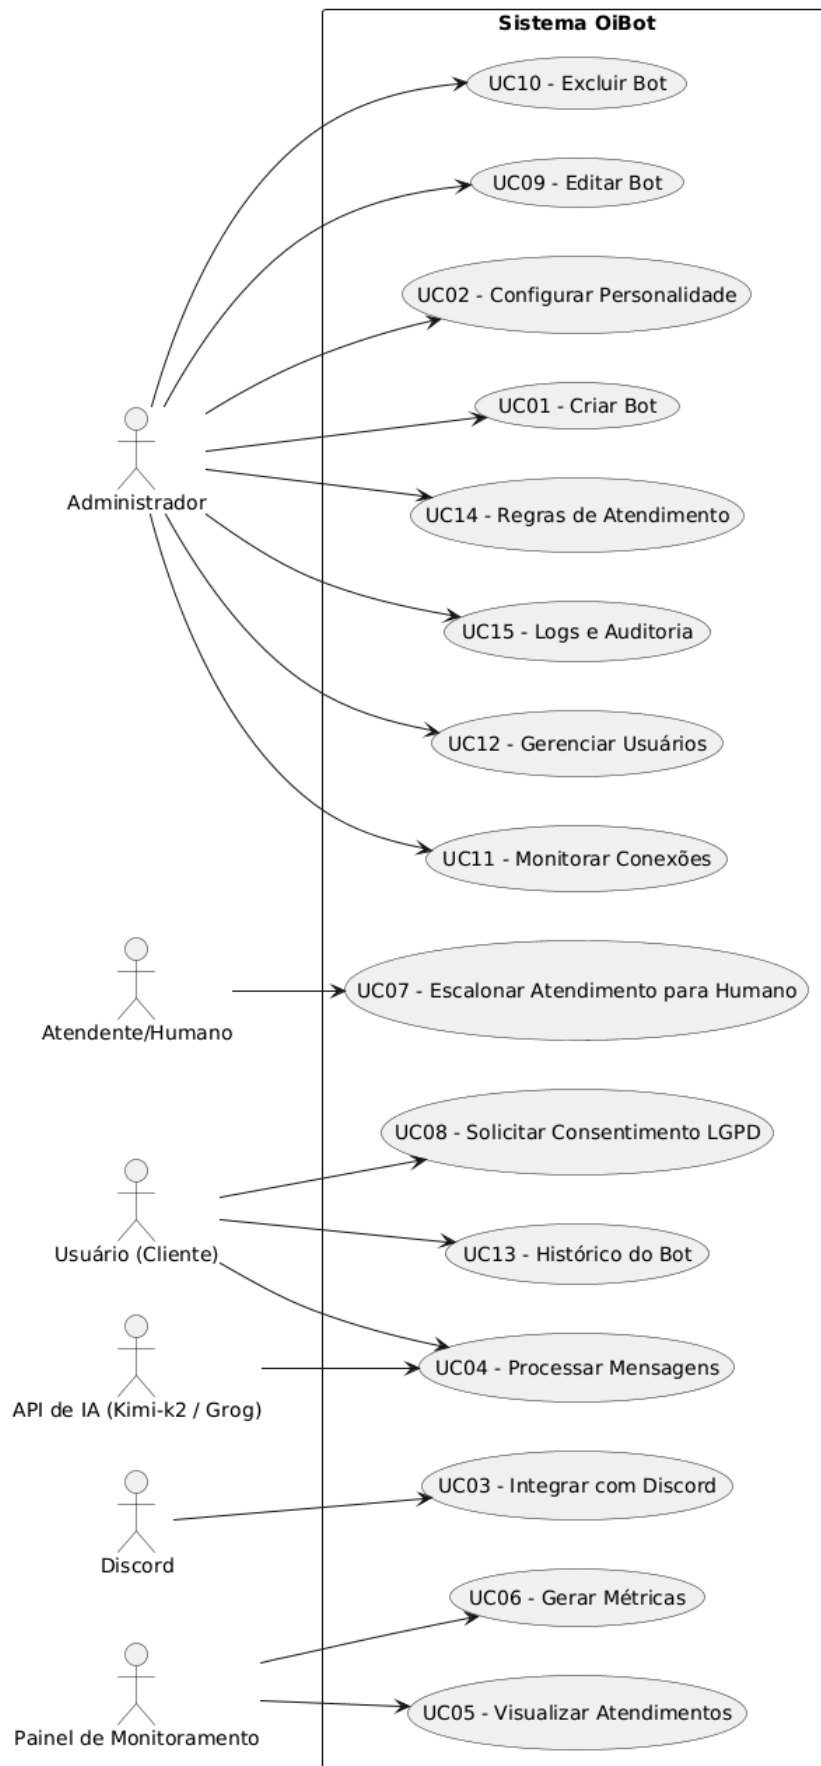 Sistema OiBot
UC10 - Excluir Bot
UC09 - Editar Bot
UC02 - Configurar Personalidade
UC01 - Criar Bot
Administrador
UC14 - Regras de Atendimento
UC15 - Logs e Auditoria
UC12 - Gerenciar Usuários
UC11 - Monitorar Conexões
UC07 - Escalonar Atendimento para Humano
Atendente/Humano
UC08 - Solicitar Consentimento LGPD
Usuário (Cliente)
UC13 - Histórico do Bot
UC04 - Processar Mensagens
API de IA (Kimi-k2 / Grog)
UC03 - Integrar com Discord
Discord
UC06 - Gerar Métricas
UC05 - Visualizar Atendimentos
Painel de Monitoramento